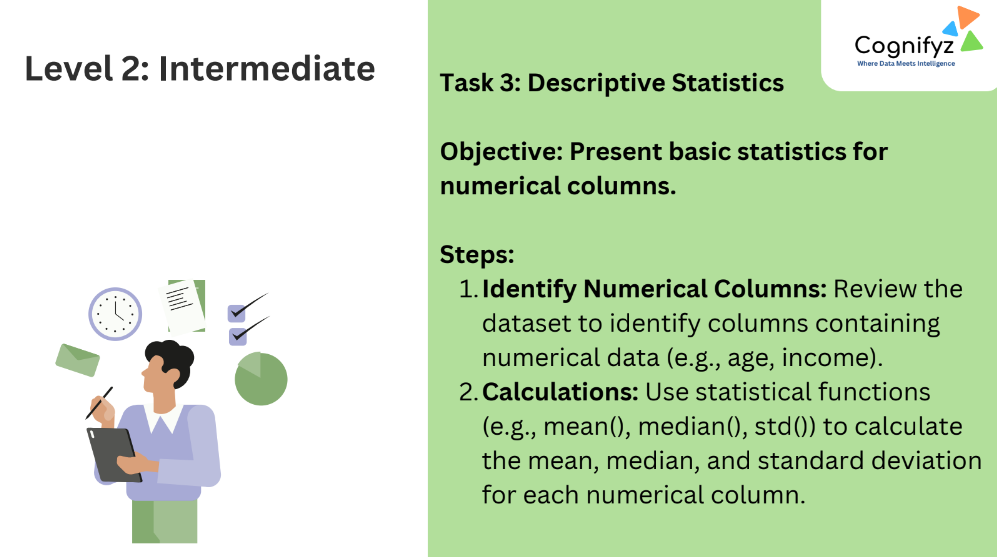 Level 2: Intermediate
Cognifyz
Where Data Meets Intelligence
Task 3: Descriptive Statistics
Objective: Present basic statistics for
numerical columns.
Steps:
1. Identify Numerical Columns: Review the
dataset to identify columns containing
numerical data (e.g., age, income).
2. Calculations: Use statistical functions
(e.g., mean(), median(), std()) to calculate
the mean, median, and standard deviation
for each numerical column.